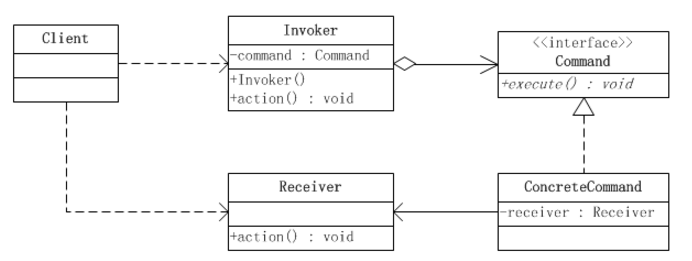 Client
Invoker
-command : Command
+Invoker()
+action() : void
<<interface>>
Command
+execute() : void
Receiver
+action() : void
ConcreteCommand
-receiver : Receiver